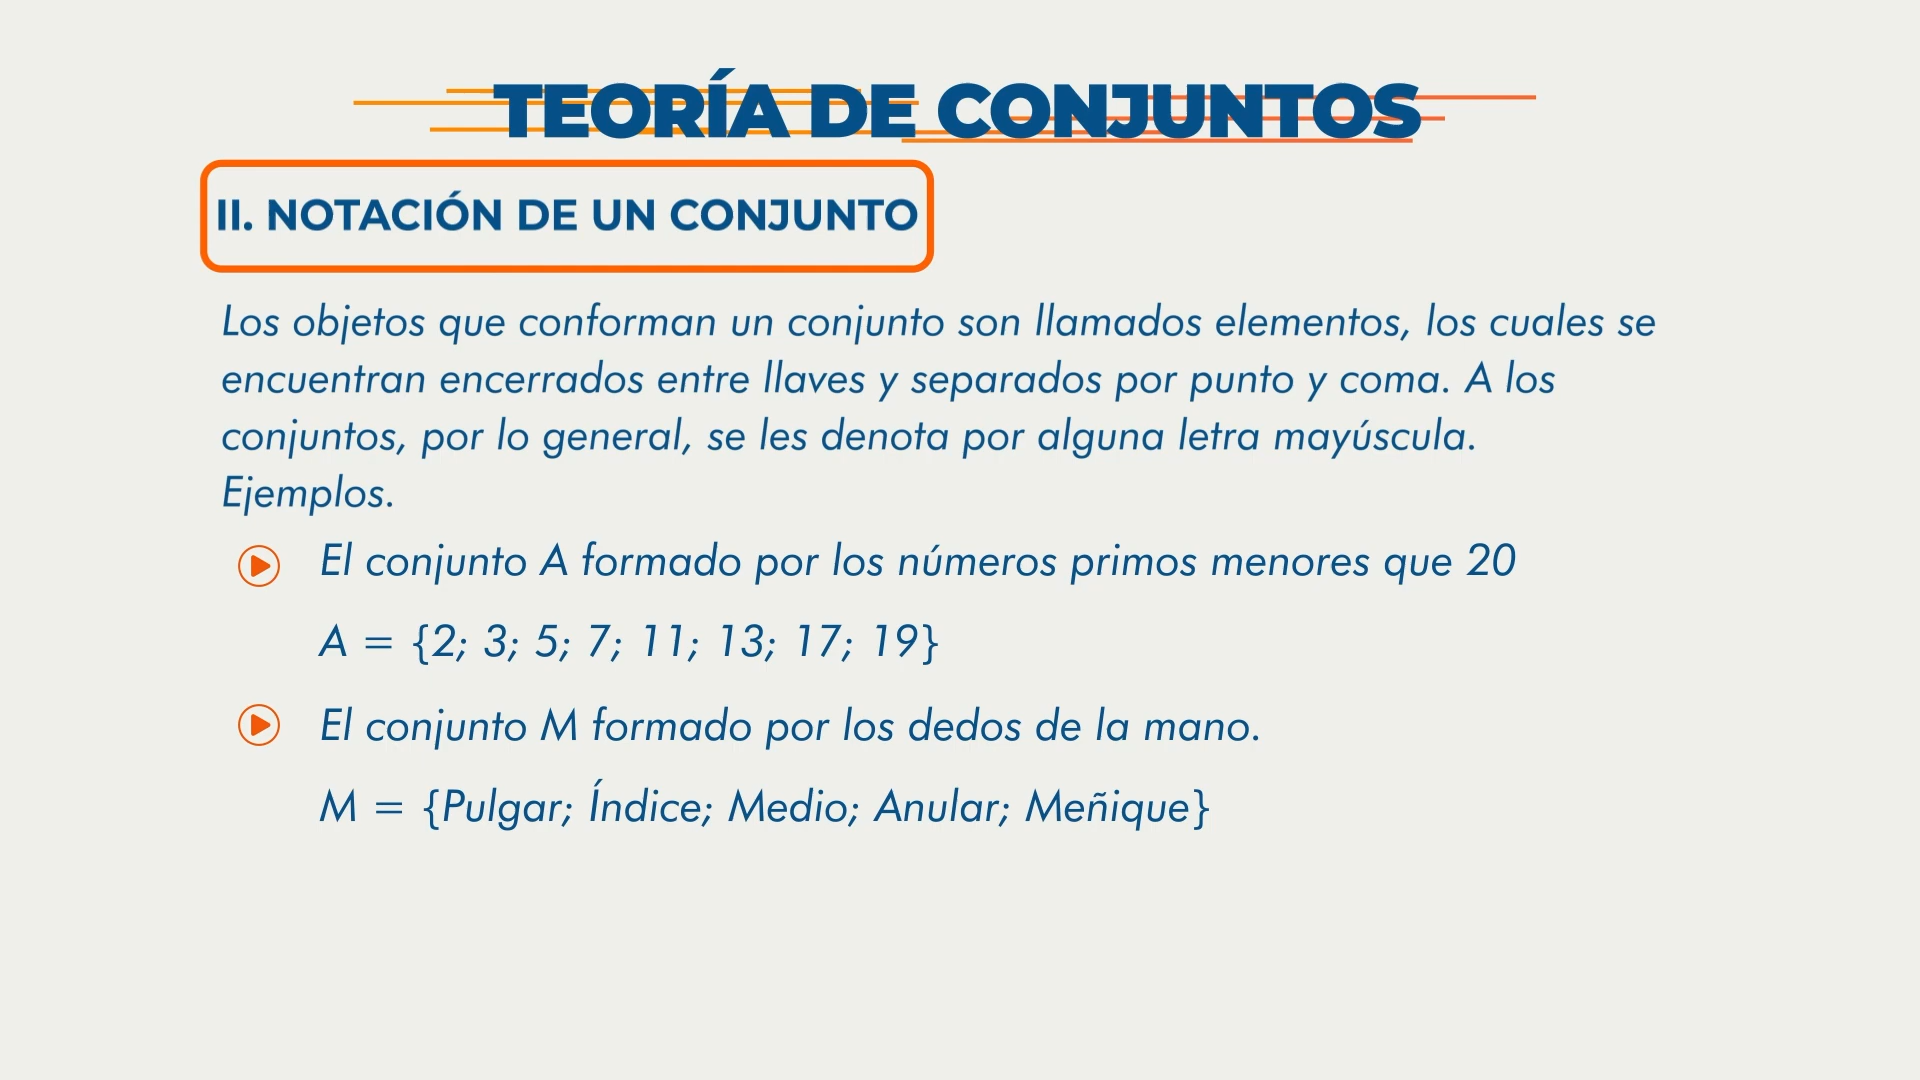 TEORÍA DE CONJUNTOS
II. NOTACIÓN DE UN CONJUNTO
Los objetos que conforman un conjunto son llamados elementos, los cuales se
encuentran encerrados entre llaves y separados por punto y coma. A los
conjuntos, por lo general, se les denota por alguna letra mayúscula.
Ejemplos.
El conjunto A formado por los números primos menores que 20
A = {2; 3; 5; 7; 11; 13; 17; 19}
El conjunto M formado por los dedos de la mano.
M = {Pulgar; Índice; Medio; Anular; Meñique}